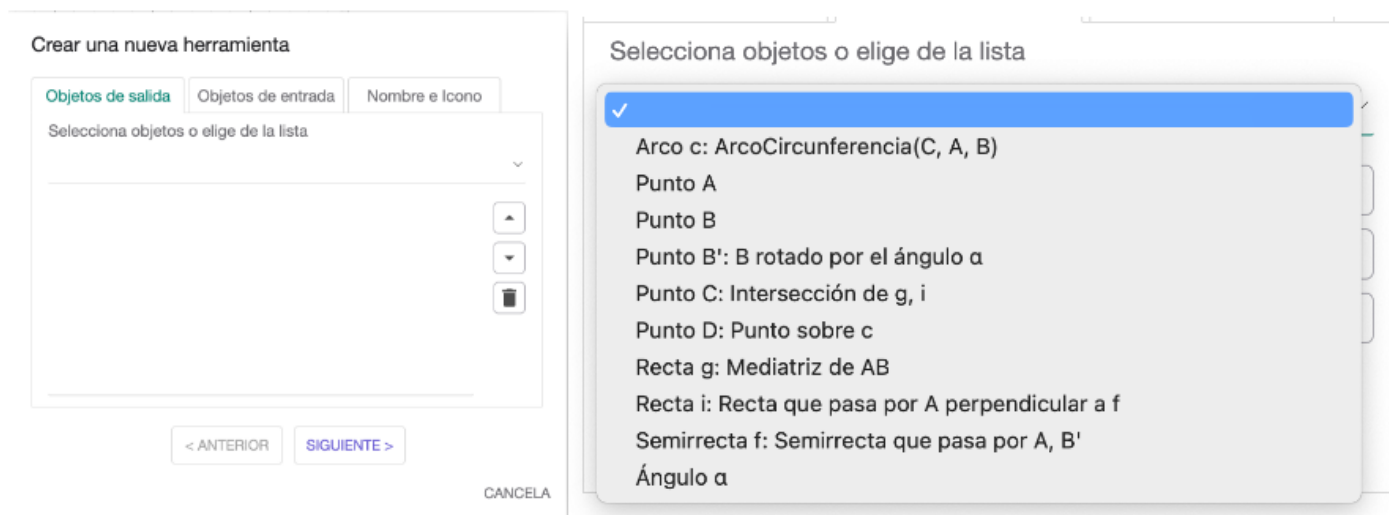 Crear una nueva herramienta
Objetos de salida
Objetos de entrada
Nombre e Icono
Selecciona objetos o elige de la lista
< ANTERIOR
SIGUIENTE >
CANCELA
Selecciona objetos o elige de la lista
Arco c: ArcoCircunferencia(C, A, B)
Punto A
Punto B
Punto B': B rotado por el ángulo α
Punto C: Intersección de g, i
Punto D: Punto sobre c
Recta g: Mediatriz de AB
Recta i: Recta que pasa por A perpendicular a f
Semirrecta f: Semirrecta que pasa por A, B'
Ángulo α